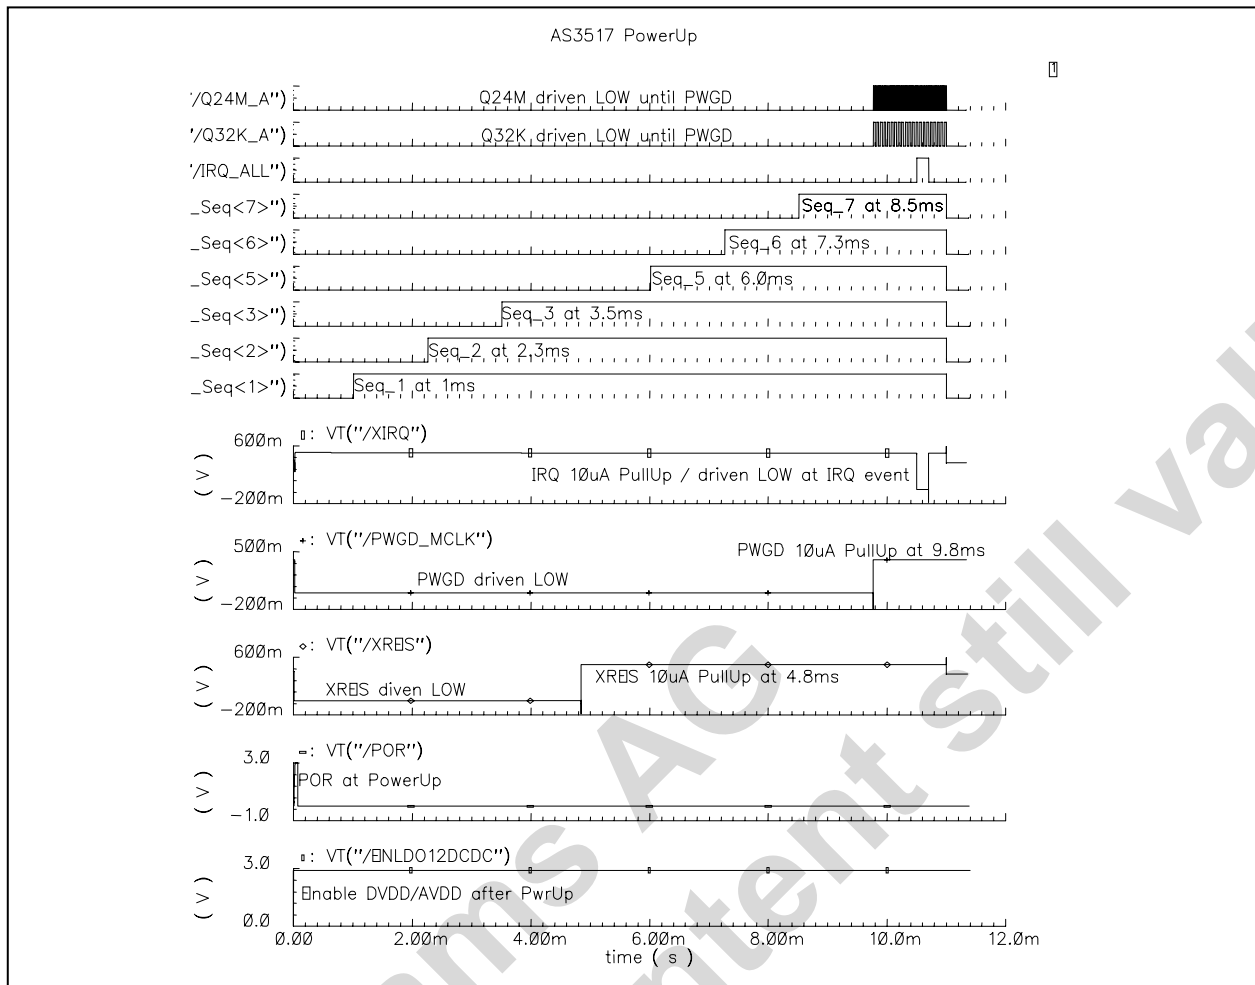 AS3517 PowerUp
1
"/Q24M_A")
Q24M driven LOW until PWGD
"/Q32K_A")
Q32K driven LOW until PWGD
"/IRQ_ALL")
_Seq<7>")
Seq_7 at 8.5ms
_Seq<6>")
Seq_6 at 7.3ms
_Seq<5>")
Seq_5 at 6.0ms
_Seq<3>")
Seq_3 at 3.5ms
_Seq<2>")
Seq_2 at 2.3ms
_Seq<1>")
Seq_1 at 1ms
: VT("/XIRQ")
600m
(V)
-200m
IRQ 10uA PullUp / driven LOW at IRQ event
: VT("/PWGD_MCLK")
500m
(V)
-200m
PWGD driven LOW
PWGD 10uA PullUp at 9.8ms
: VT("/XRES")
600m
(V)
-200m
XRES diven LOW
XRES 10uA PullUp at 4.8ms
: VT("/POR")
3.0
(V)
-1.0
POR at PowerUp
: VT("/ENLDO12DCDC")
3.0
(V)
0.0
Enable DVDD/AVDD after PwrUp
0.00 2.00m 4.00m 6.00m 8.00m 10.0m 12.0m
time ( s )
ams AG
tent still val